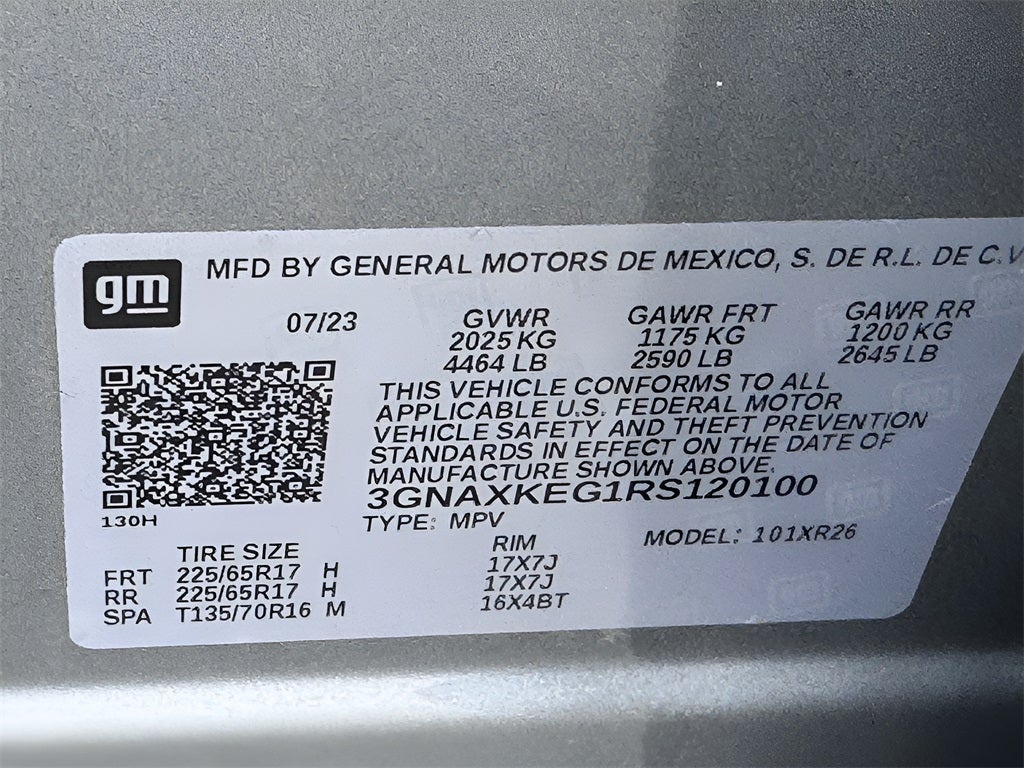 gm
MFD BY GENERAL MOTORS DE MEXICO, S. DE R.L. DE C.V
07/23
GVWR GAWR FRT GAWR RR
2025 KG 1175 KG 1200 KG
4464 LB 2590 LB 2645 LB
THIS VEHICLE CONFORMS TO ALL
APPLICABLE U.S. FEDERAL MOTOR
VEHICLE SAFETY AND THEFT PREVENTION
STANDARDS IN EFFECT ON THE DATE OF
MANUFACTURE SHOWN ABOVE.
3GNAXKEG1RS120100
130H
TYPE: MPV MODEL: 101XR26
TIRE SIZE RIM
FRT 225/65R17 H 17X7J
RR 225/65R17 H 17X7J
SPA T135/70R16 M 16X4BT